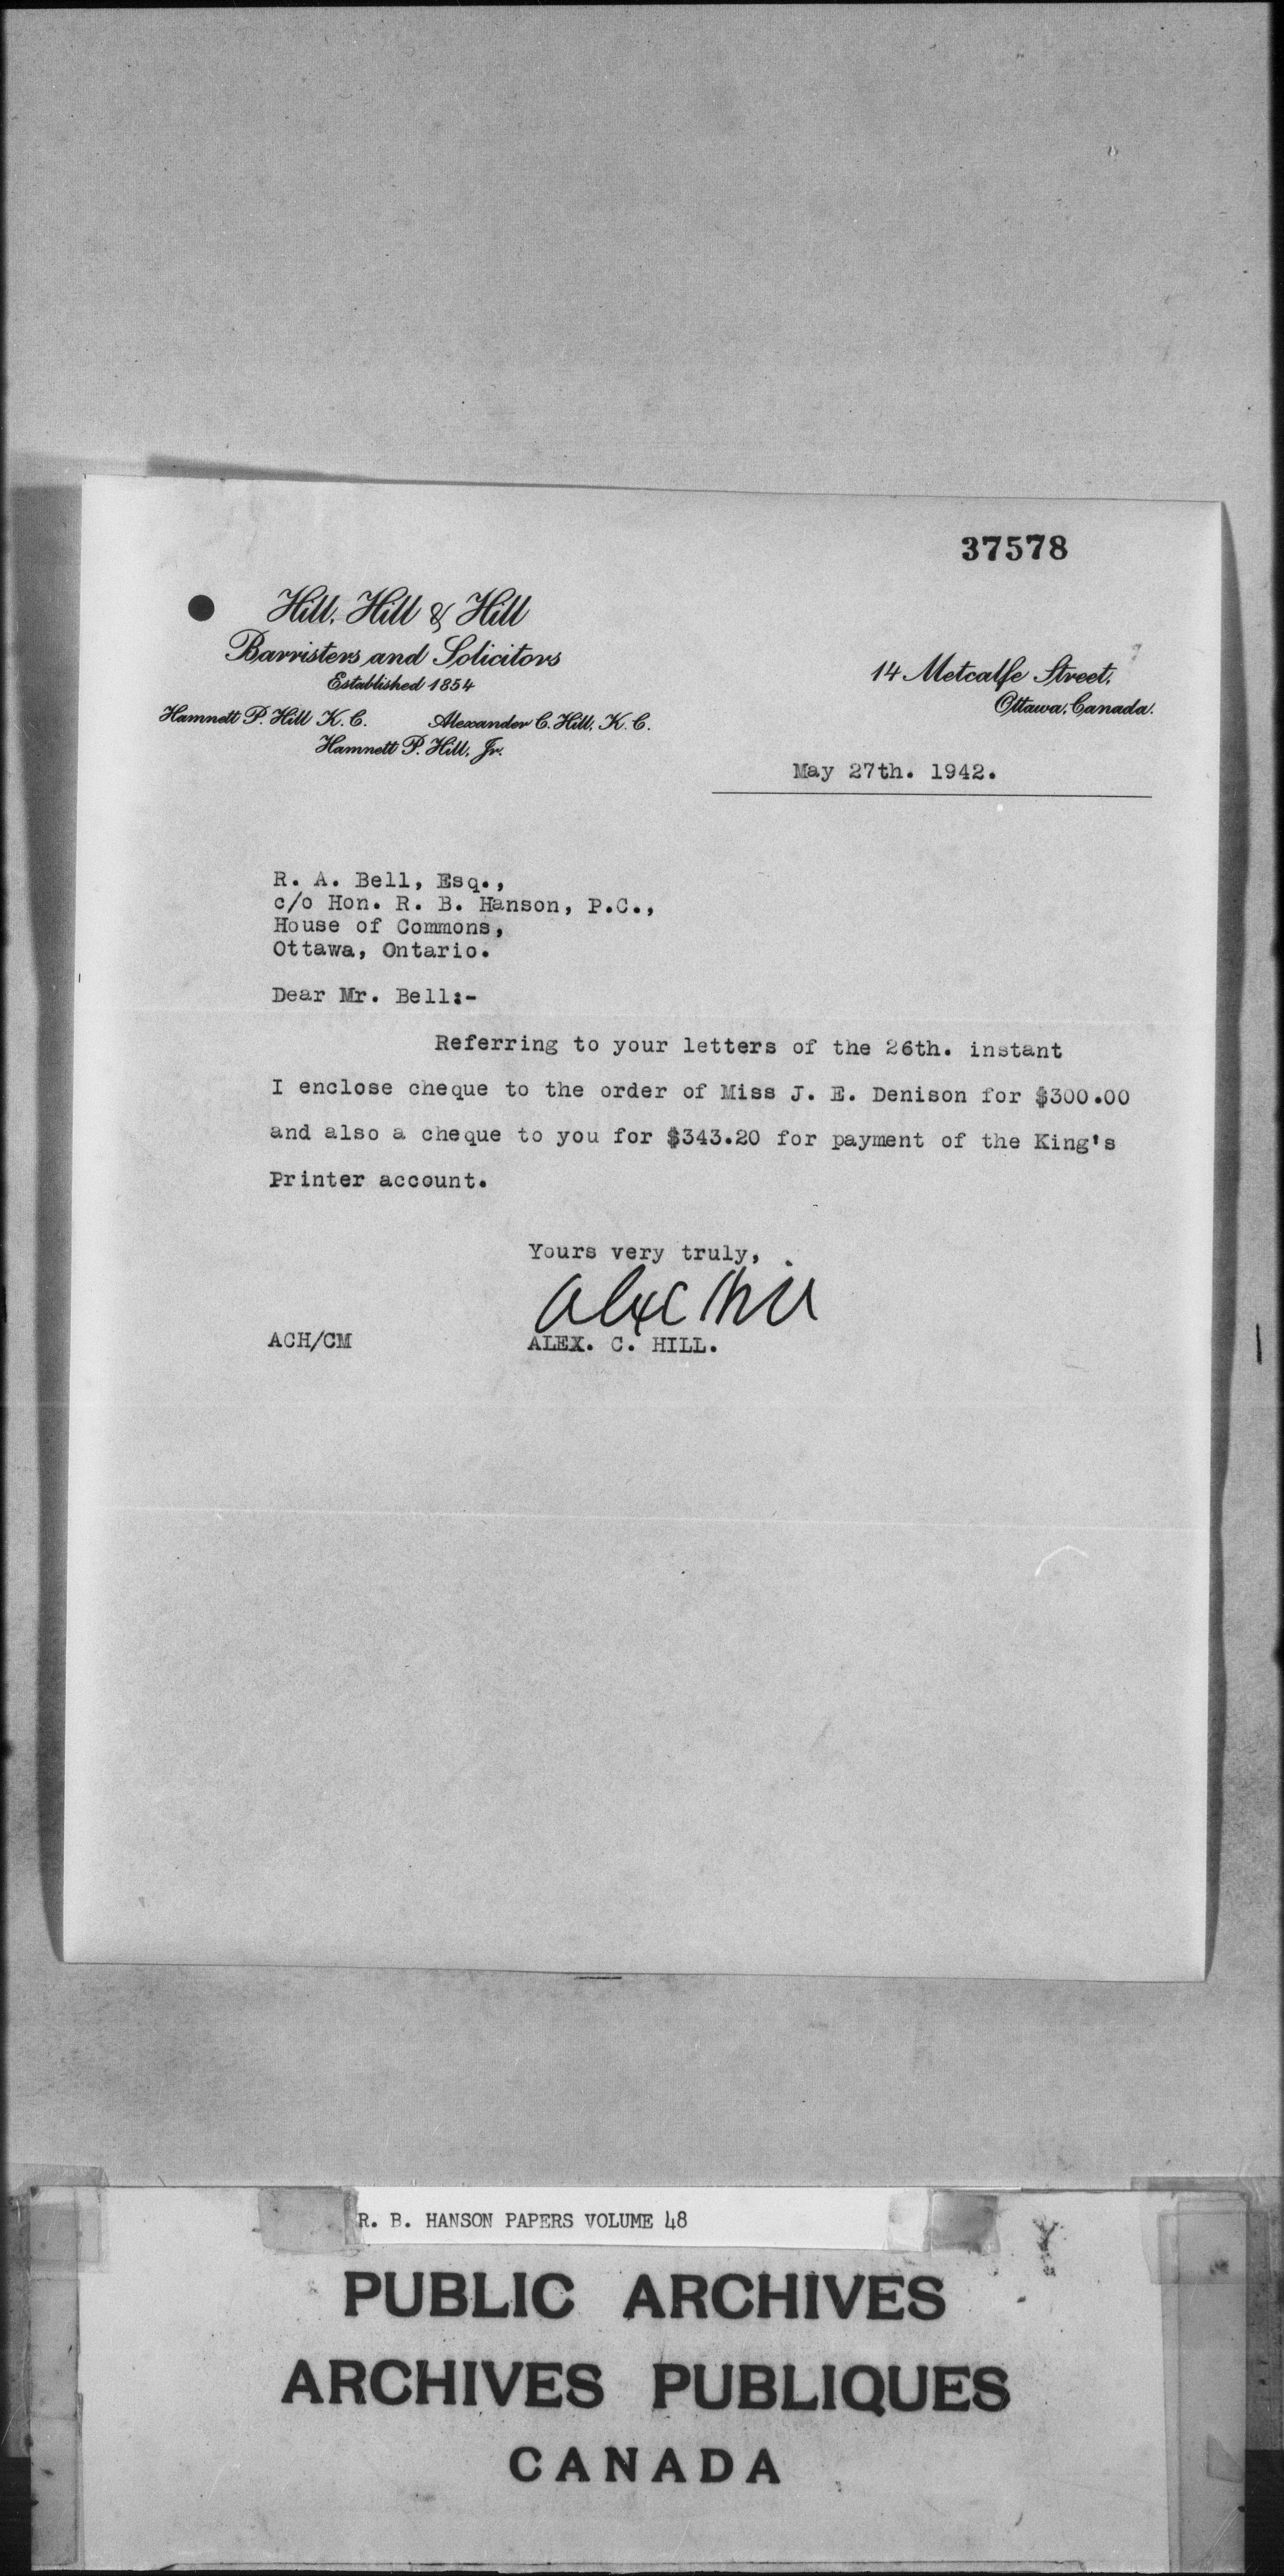 37578
Hill, Hill & Hill
Barristers and Solicitors
Established 1854
Hamnett P. Hill K.C. Alexander C. Hill, K.C.
Hamnett P. Hill, Jr.
14 Metcalfe Street,
Ottawa, Canada.
May 27th. 1942.
R. A. Bell, Esq.,
c/o Hon. R. B. Hanson, P.C.,
House of Commons,
Ottawa, Ontario.
Dear Mr. Bell:-
Referring to your letters of the 26th. instant
I enclose cheque to the order of Miss J. E. Denison for $300.00
and also a cheque to you for $343.20 for payment of the King's
Printer account.
Yours very truly,
Alex C Hill
ACH/CM ALEX. C. HILL.
R. B. HANSON PAPERS VOLUME 48
PUBLIC ARCHIVES
ARCHIVES PUBLIQUES
CANADA